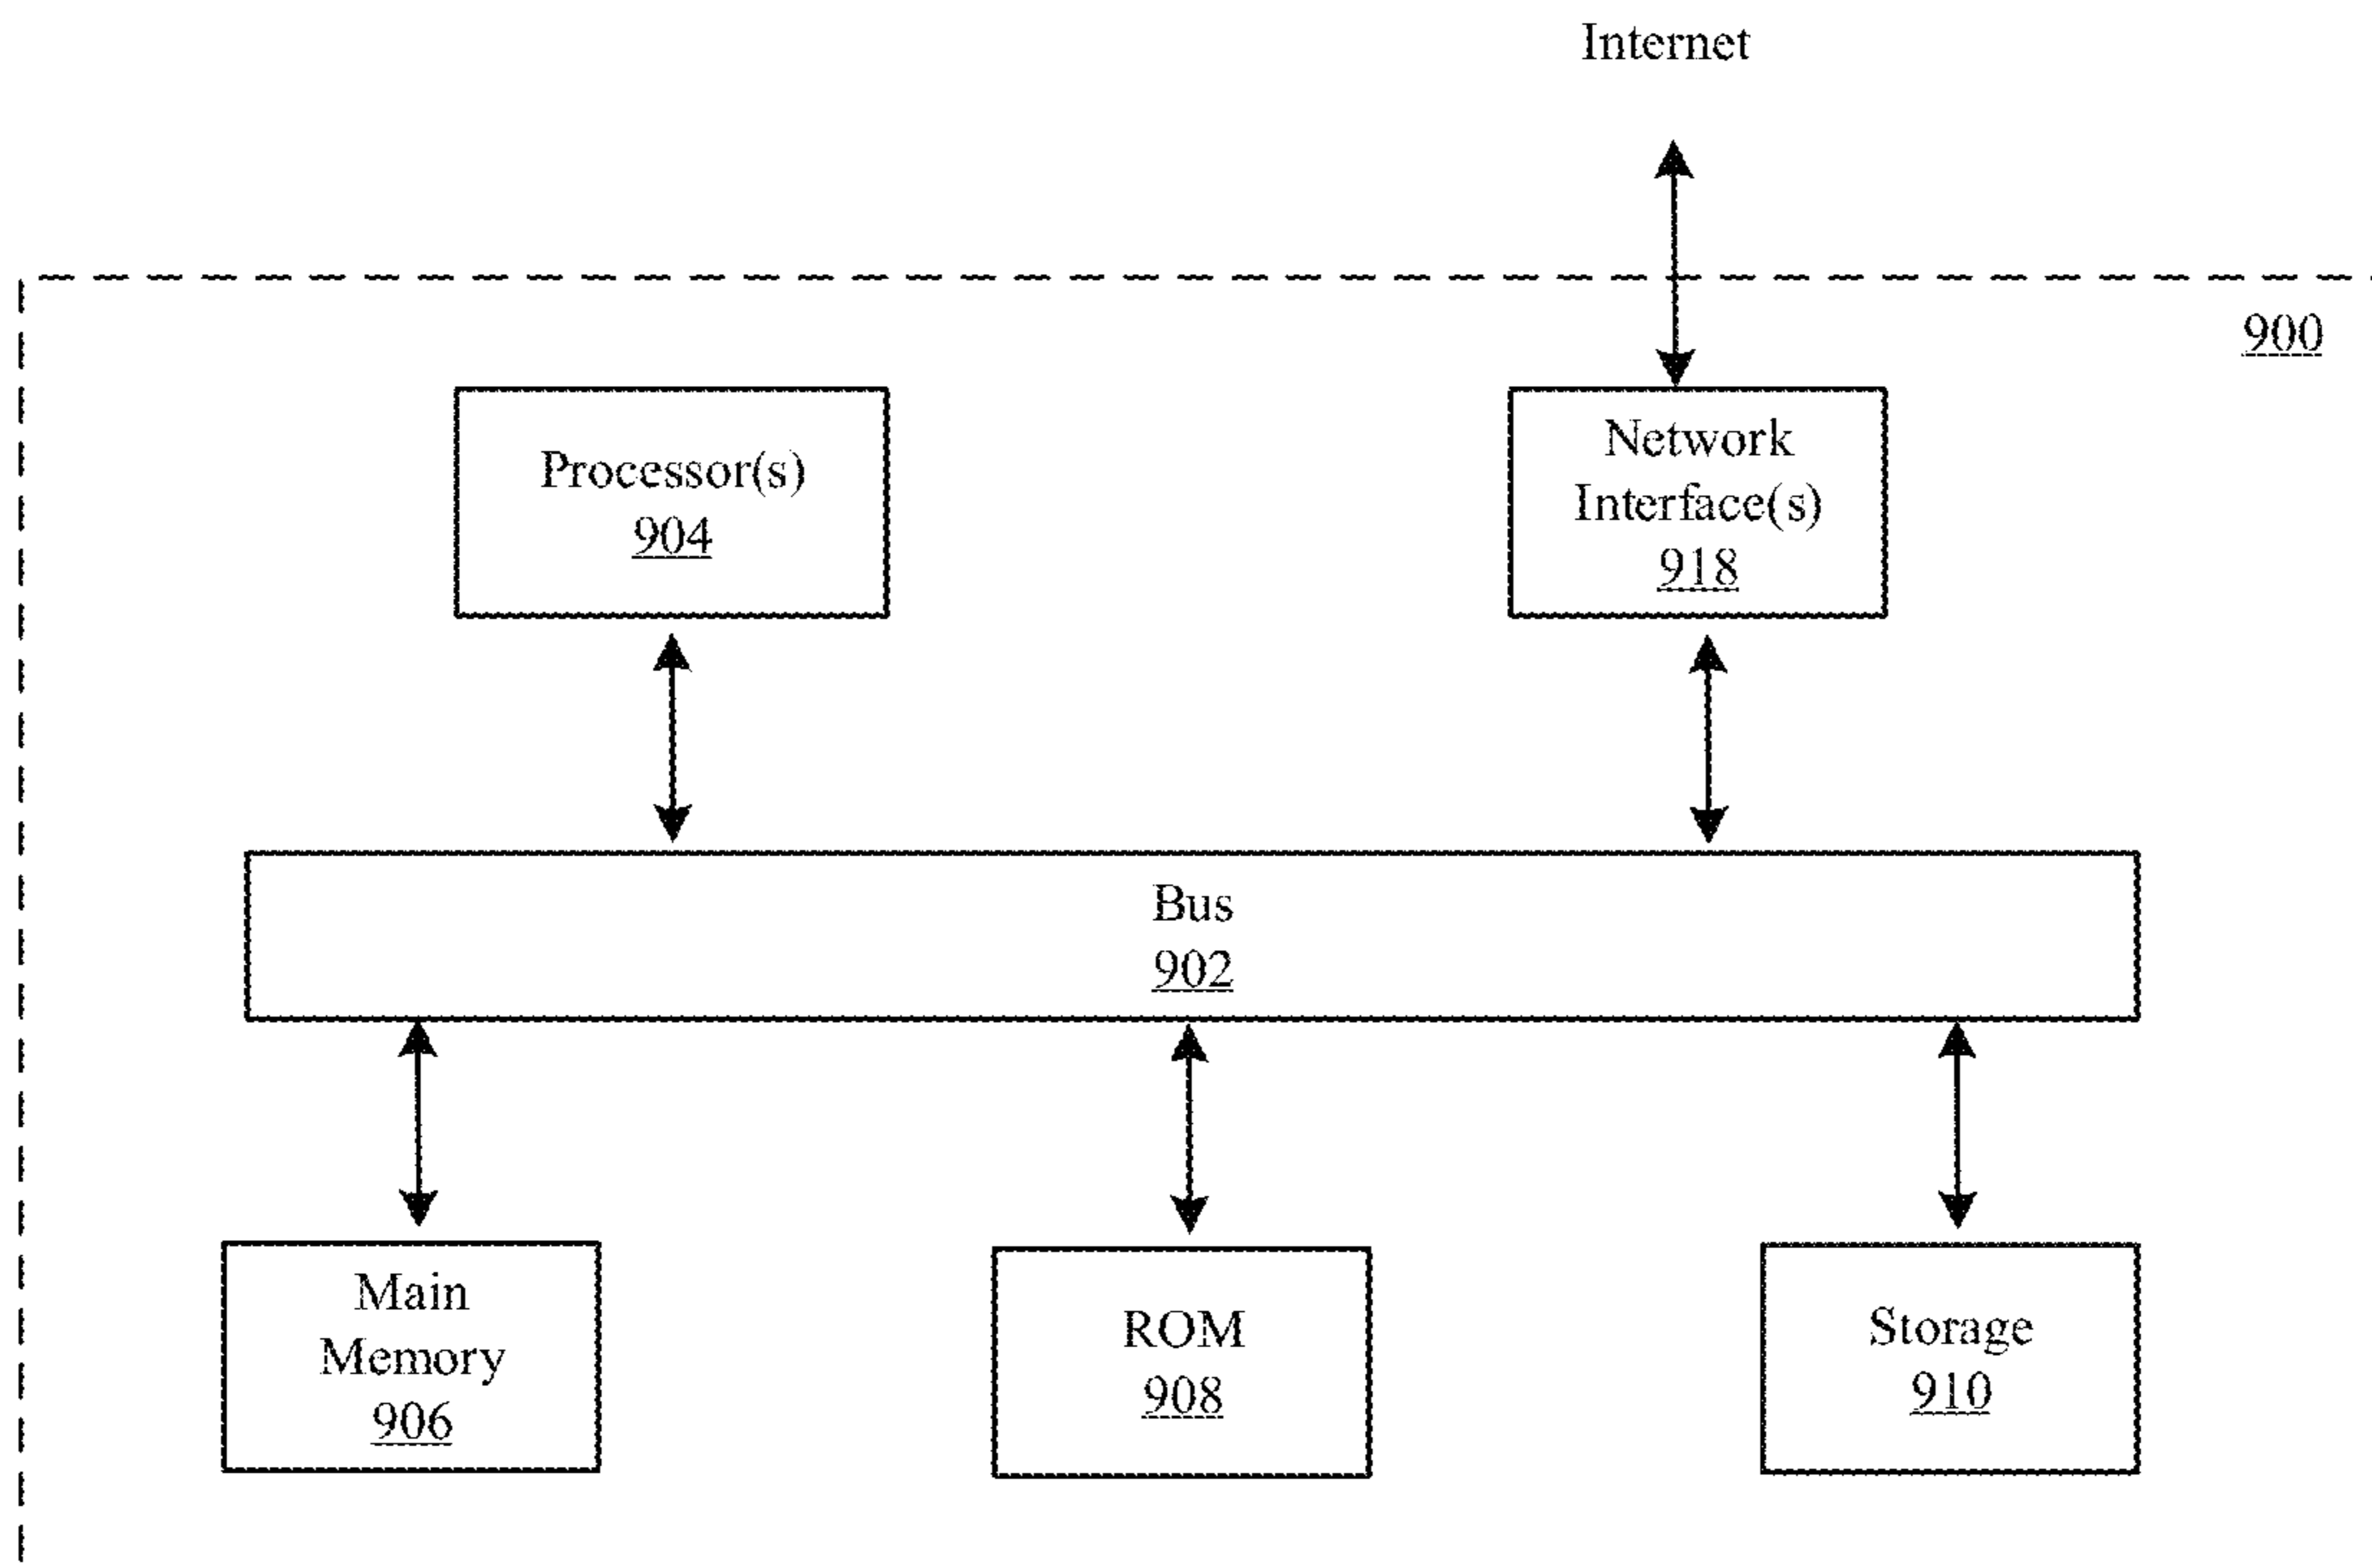 Internet
900
Processor(s)
904
Network
Interface(s)
918
Bus
902
Main
Memory
906
ROM
908
Storage
910